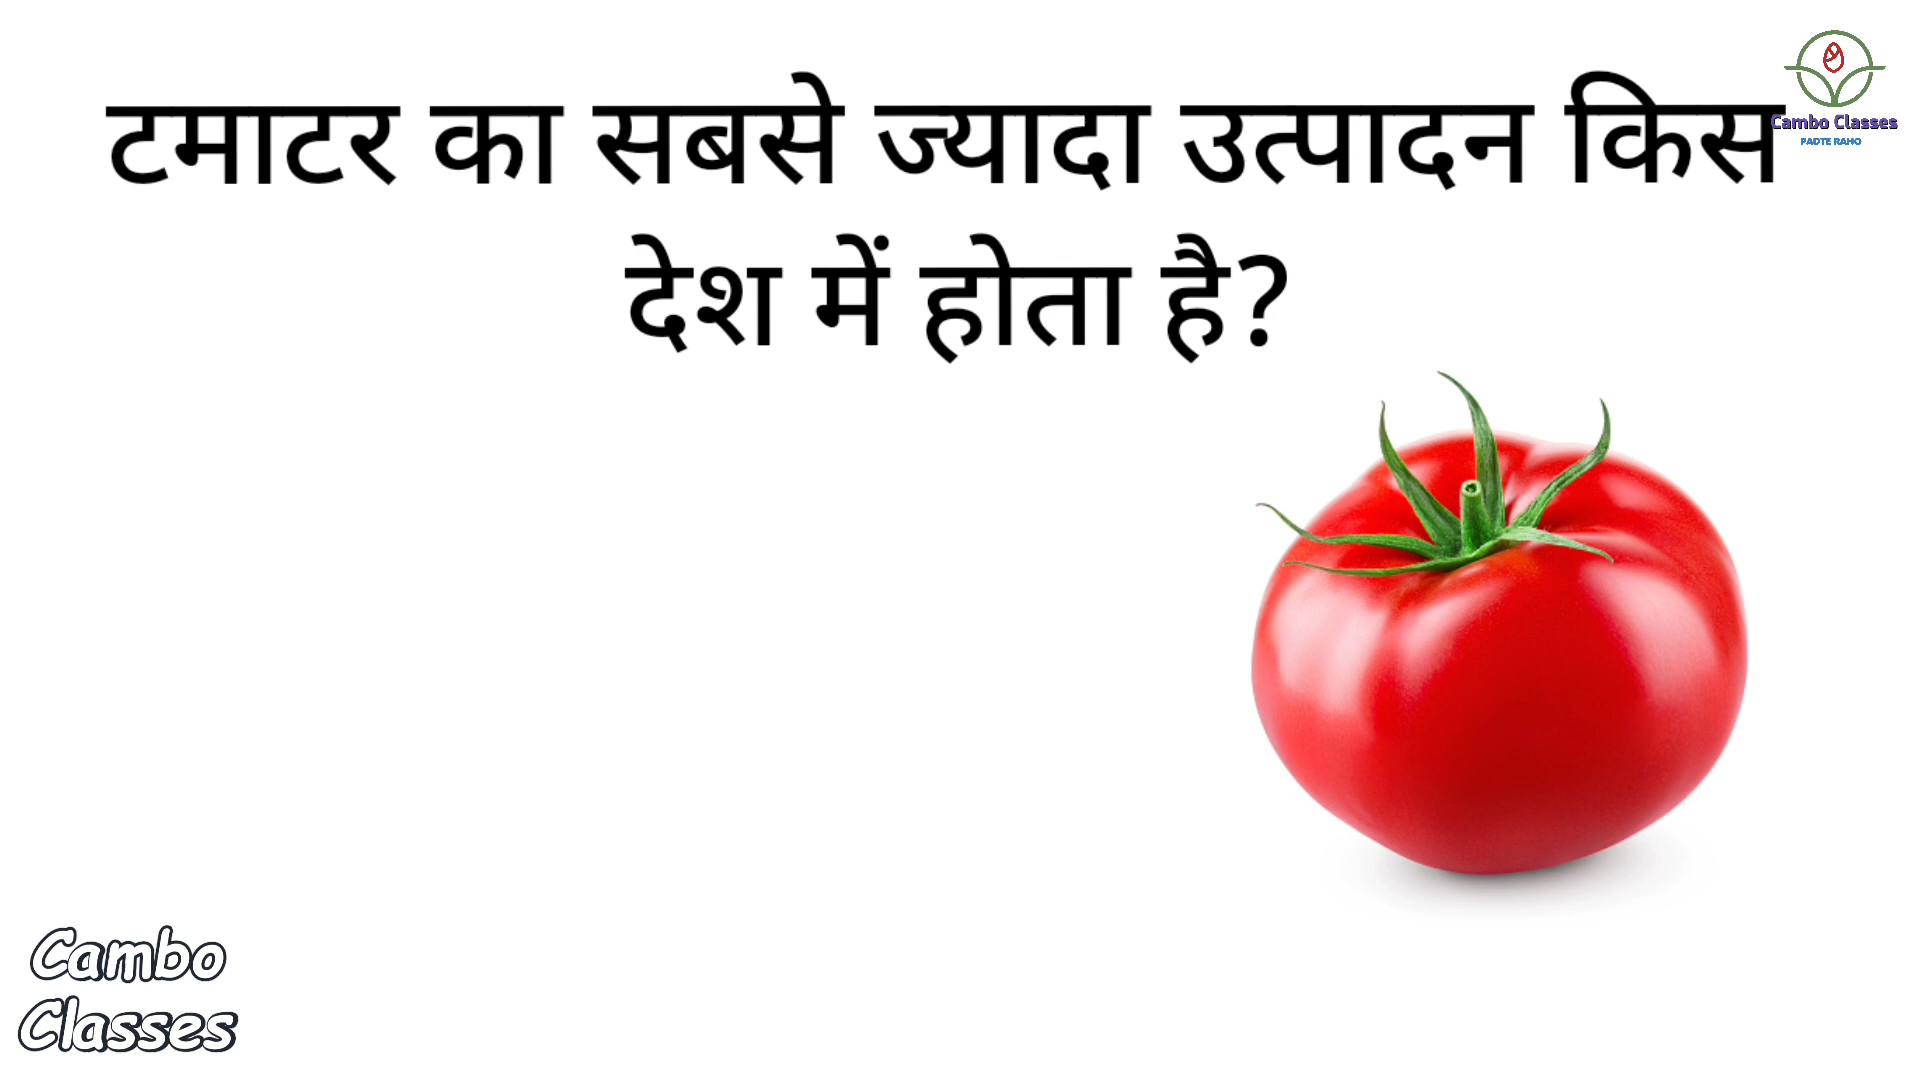 टमाटर का सबसे ज्यादा उत्पादन किस
देश में होता है?
Cambo Classes
PADTE RAHO
Cambo
Classes